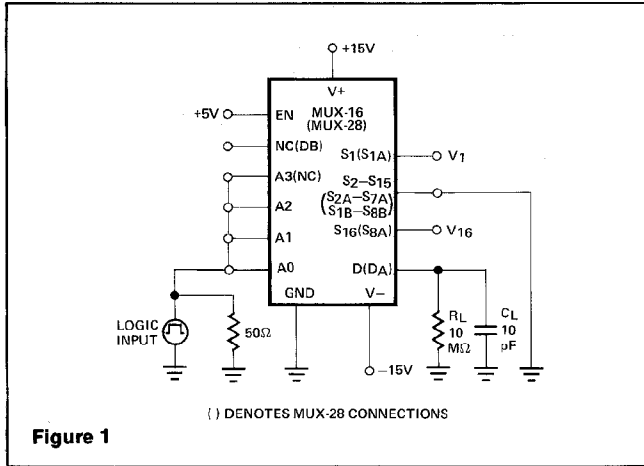 +15V
V+
+5V
EN
MUX-16
(MUX-28)
NC(DB)
S1(S1A)
V1
A3(NC)
S2–S15
(S2A–S7A
S1B–S8B)
A2
A1
S16(S8A)
V16
A0
D(DA)
GND
V–
LOGIC
INPUT
50Ω
RL
10
MΩ
CL
10
pF
–15V
( ) DENOTES MUX-28 CONNECTIONS
Figure 1